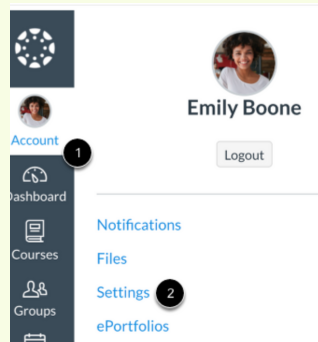 Account
1
Dashboard
Courses
Groups
Emily Boone
Logout
Notifications
Files
Settings
2
ePortfolios